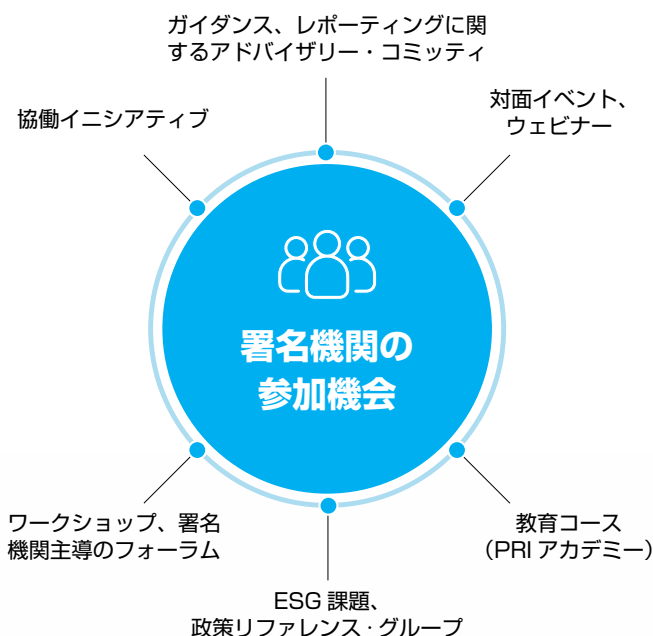 ガイダンス、レポーティングに関
するアドバイザリー・コミッティ
協働イニシアティブ
対面イベント、
ウェビナー
署名機関の
参加機会
ワークショップ、署名
機関主導のフォーラム
教育コース
（PRI アカデミー）
ESG 課題、
政策リファレンス・グループ